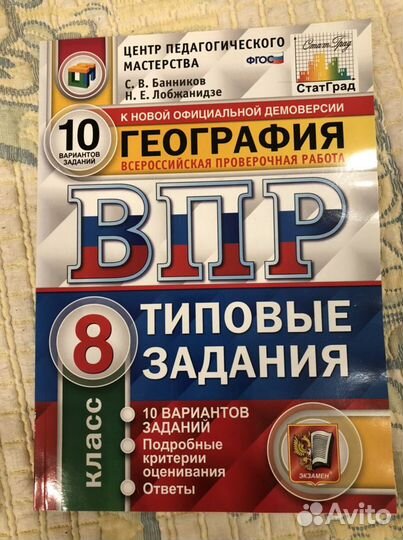 ЦЕНТР ПЕДАГОГИЧЕСКОГО
МАСТЕРСТВА
ФГОС
С. В. Банников
Н. Е. Лобжанидзе
СтатГрад
СтатГрад
К НОВОЙ ОФИЦИАЛЬНОЙ ДЕМОВЕРСИИ
10
ВАРИАНТОВ
ЗАДАНИЙ
ГЕОГРАФИЯ
ВСЕРОССИЙСКАЯ ПРОВЕРОЧНАЯ РАБОТА
ВПР
8
КЛАСС
ТИПОВЫЕ
ЗАДАНИЯ
• 10 ВАРИАНТОВ
ЗАДАНИЙ
• Подробные
критерии
оценивания
• Ответы
ЭКЗАМЕН
Avito